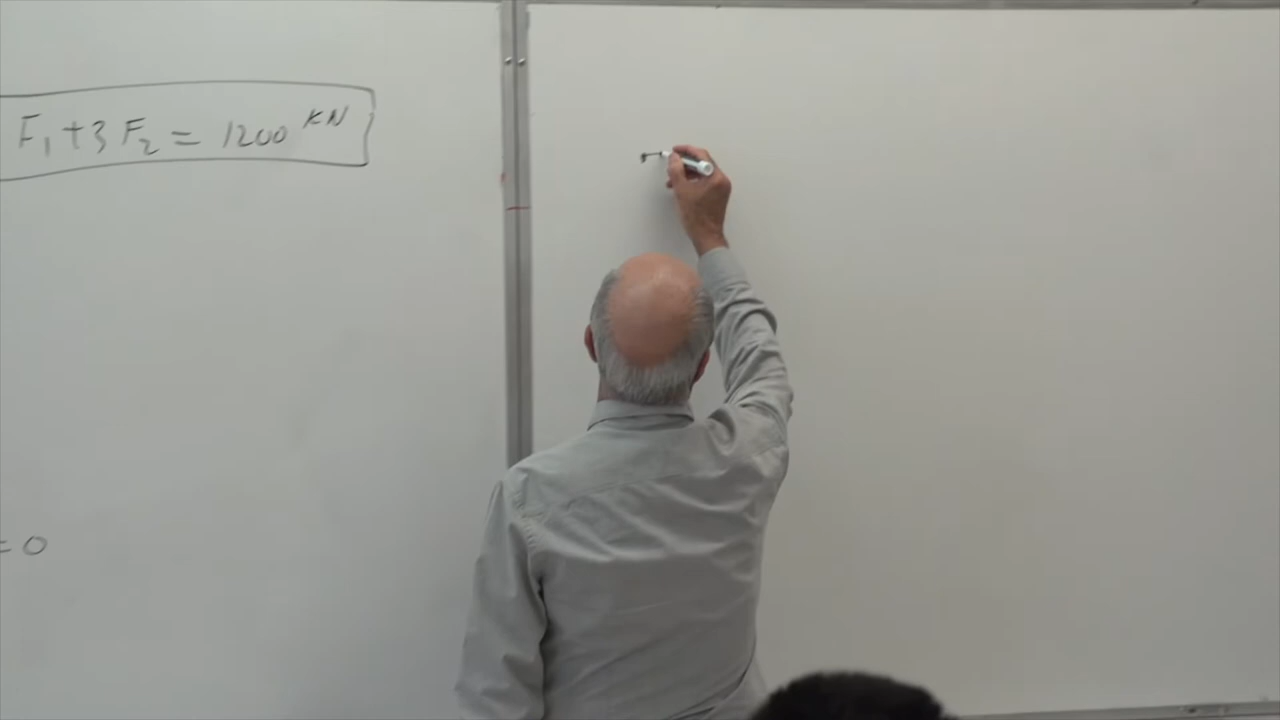 F₁ + 3 F₂ = 1200 KN
= 0